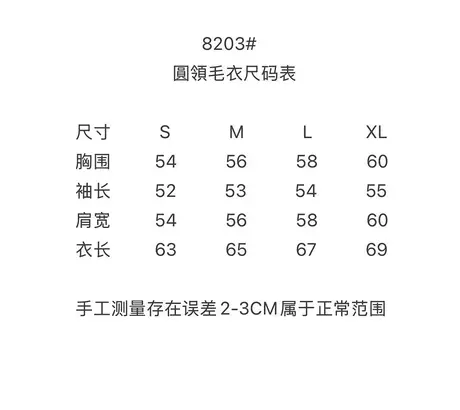 8203#
圓領毛衣尺码表
尺寸 S M L XL
胸围 54 56 58 60
袖长 52 53 54 55
肩宽 54 56 58 60
衣长 63 65 67 69
手工测量存在误差2-3CM属于正常范围